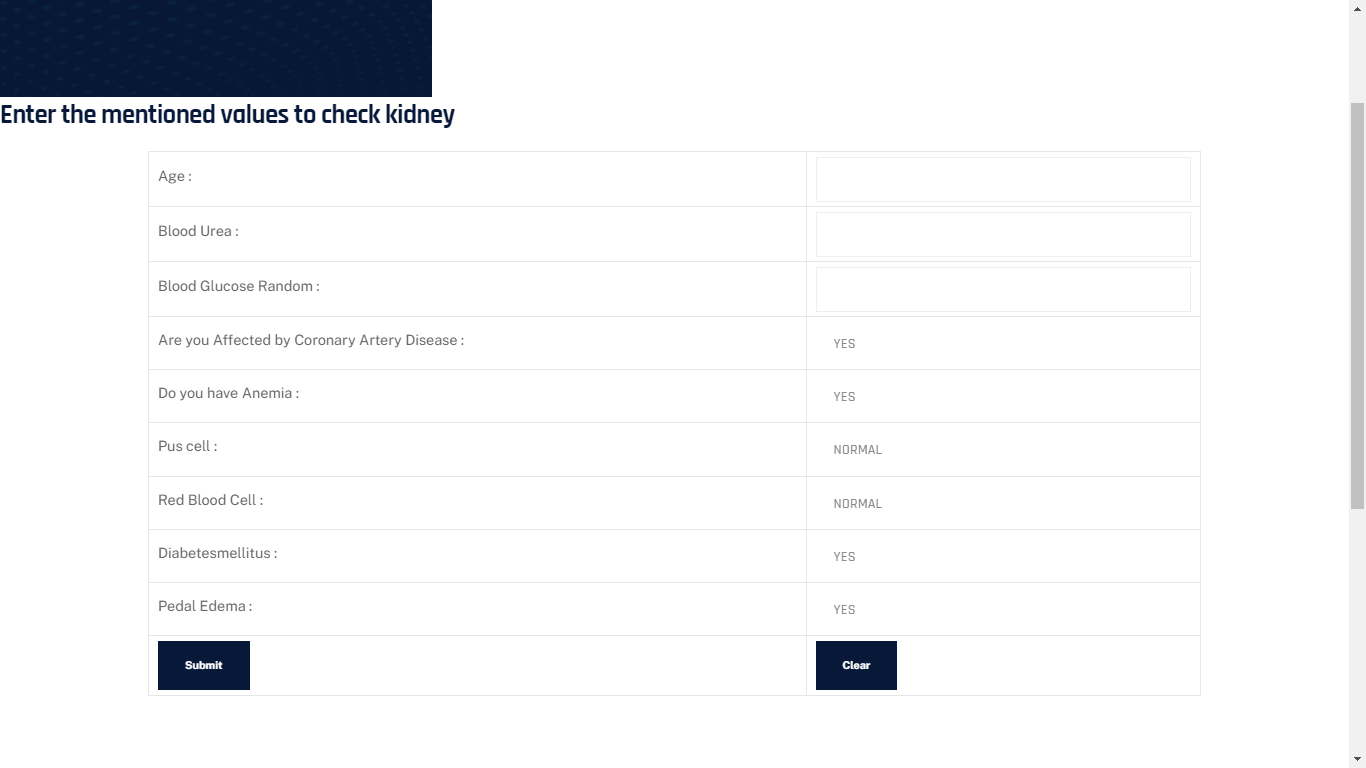 Enter the mentioned values to check kidney
Age :
Blood Urea :
Blood Glucose Random :
Are you Affected by Coronary Artery Disease : YES
Do you have Anemia : YES
Pus cell : NORMAL
Red Blood Cell : NORMAL
Diabetesmellitus : YES
Pedal Edema : YES
Submit Clear